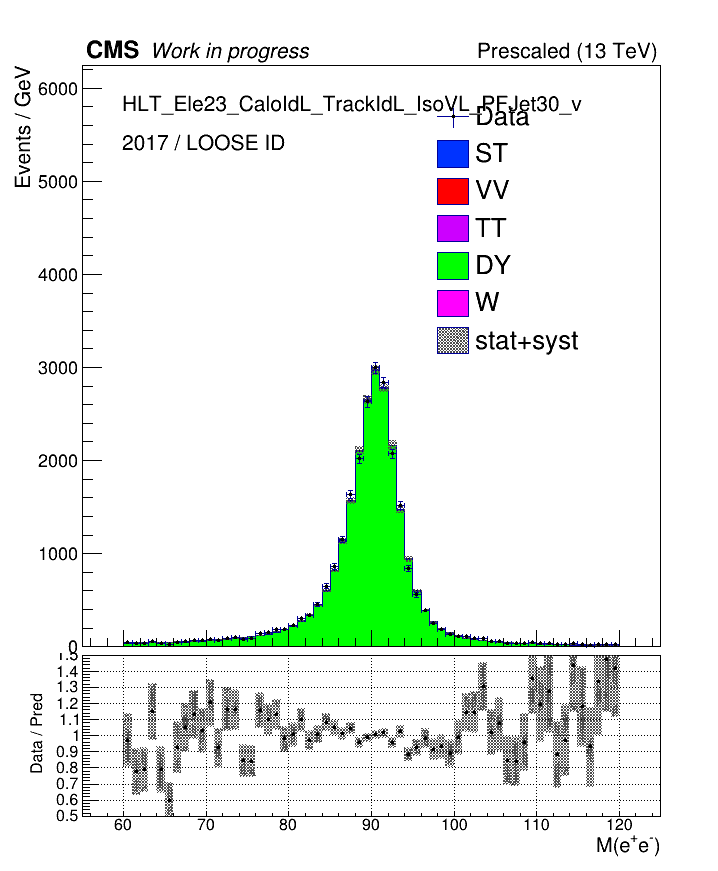 CMS Work in progress Prescaled (13 TeV)
Events / GeV
HLT_Ele23_CaloIdL_TrackIdL_IsoVL_PFJet30_v
2017 / LOOSE ID
Data
ST
VV
TT
DY
W
stat+syst
6000
5000
4000
3000
2000
1000
0
Data / Pred
1.5
1.4
1.3
1.2
1.1
1
0.9
0.8
0.7
0.6
0.5
60 70 80 90 100 110 120
M(e⁺e⁻)